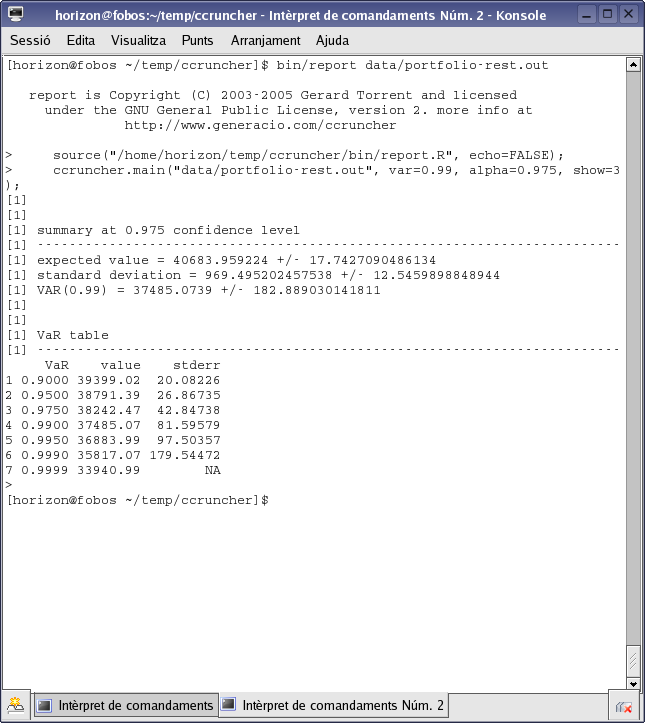 horizon@fobos:~/temp/ccruncher - Intèrpret de comandaments Núm. 2 - Konsole
Sessió Edita Visualitza Punts Arranjament Ajuda
[horizon@fobos ~/temp/ccruncher]$ bin/report data/portfolio-rest.out
report is Copyright (C) 2003-2005 Gerard Torrent and licensed
under the GNU General Public License, version 2. more info at
http://www.generacio.com/ccruncher
> source("/home/horizon/temp/ccruncher/bin/report.R", echo=FALSE);
> ccruncher.main("data/portfolio-rest.out", var=0.99, alpha=0.975, show=3
);
[1]
[1]
[1] summary at 0.975 confidence level
[1] -------------------------------------------------------------------------
[1] expected value = 40683.959224 +/- 17.7427090486134
[1] standard deviation = 969.495202457538 +/- 12.5459898848944
[1] VAR(0.99) = 37485.0739 +/- 182.889030141811
[1]
[1]
[1] VaR table
[1] -------------------------------------------------------------------------
VaR value stderr
1 0.9000 39399.02 20.08226
2 0.9500 38791.39 26.86735
3 0.9750 38242.47 42.84738
4 0.9900 37485.07 81.59579
5 0.9950 36883.99 97.50357
6 0.9990 35817.07 179.54472
7 0.9999 33940.99 NA
>
[horizon@fobos ~/temp/ccruncher]$
Intèrpret de comandaments Intèrpret de comandaments Núm. 2